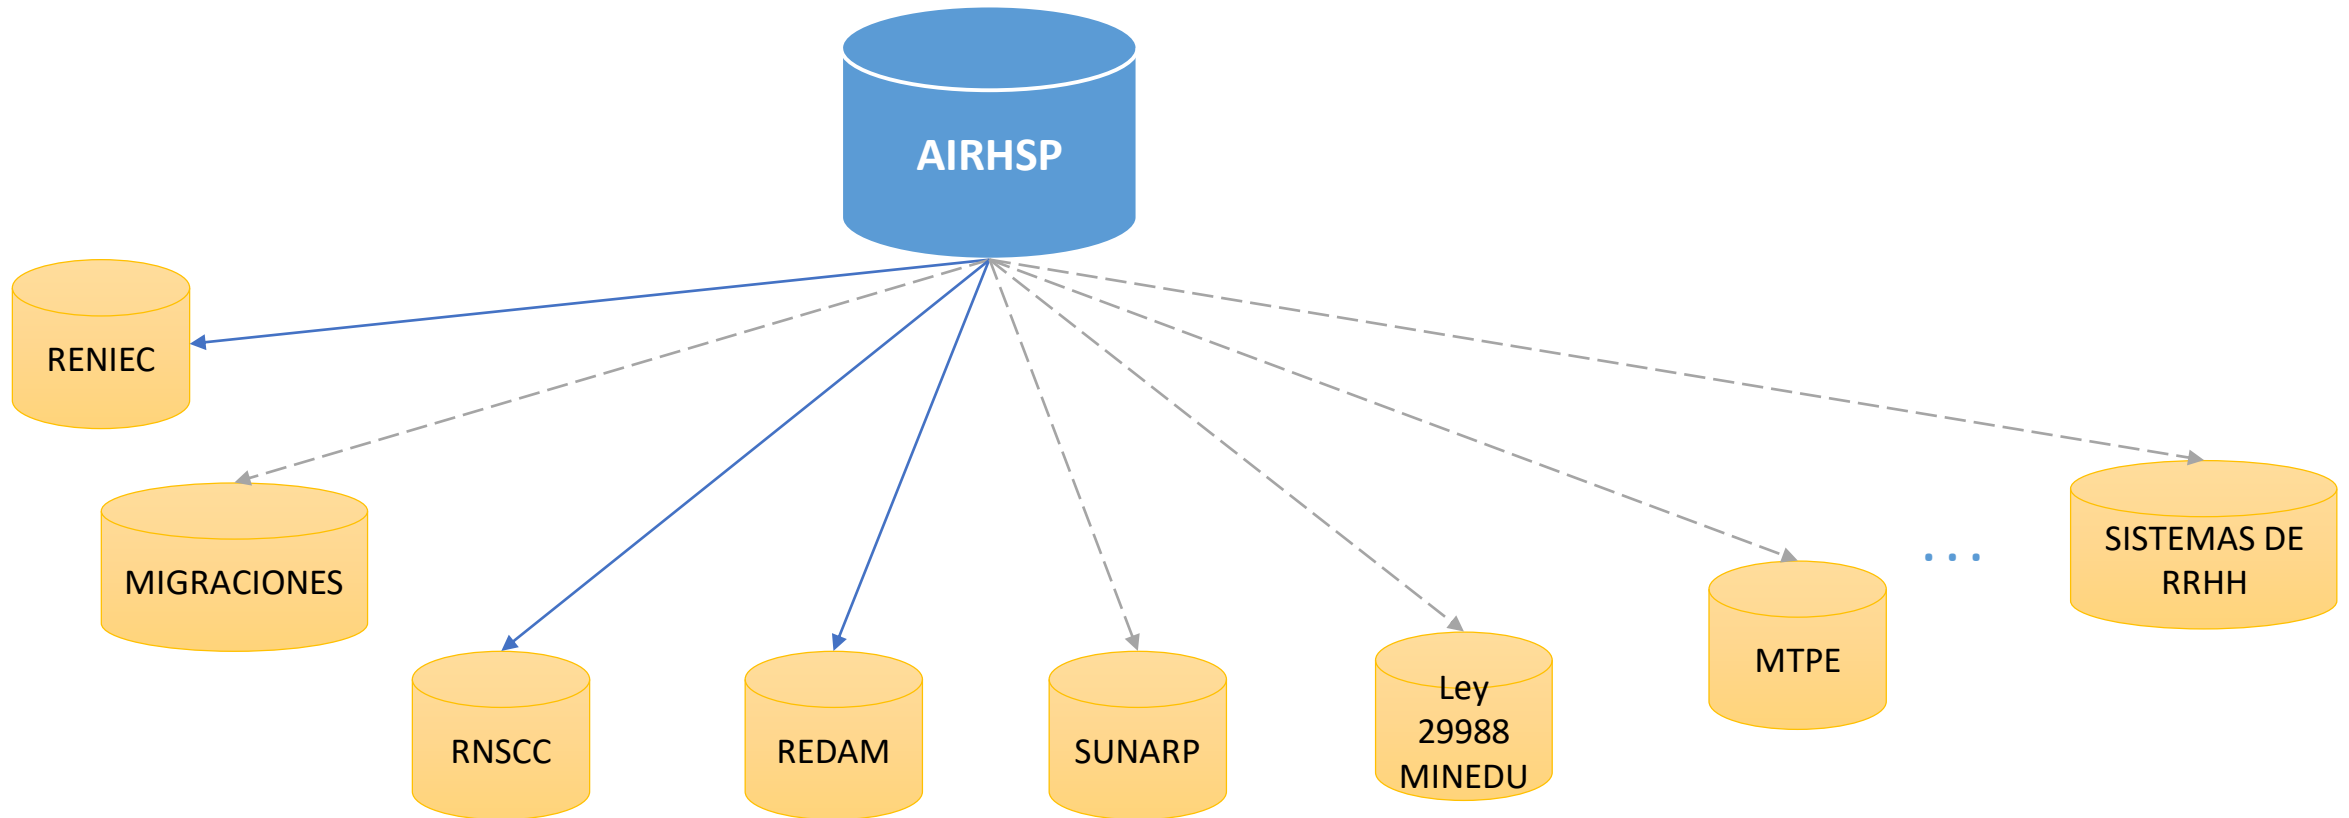 AIRHSP
RENIEC
MIGRACIONES
RNSCC
REDAM
SUNARP
Ley
29988
MINEDU
MTPE
...
SISTEMAS DE
RRHH